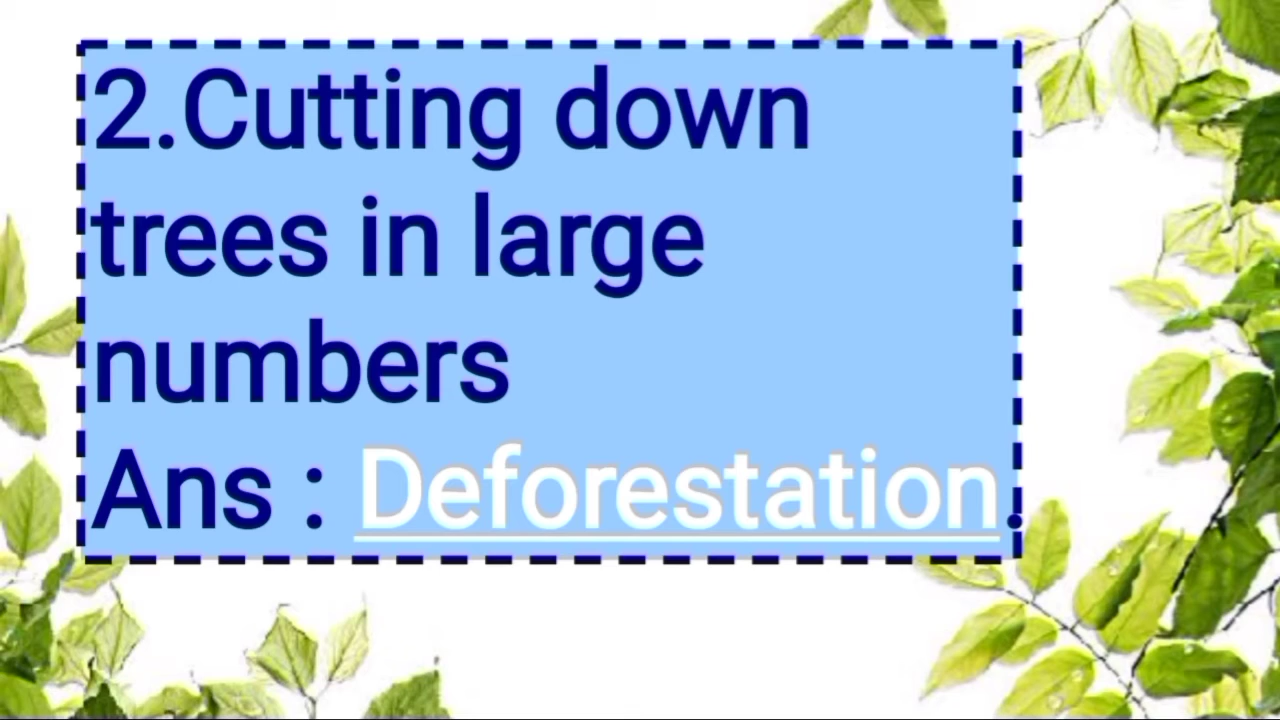 2.Cutting down
trees in large
numbers
Ans : Deforestation.